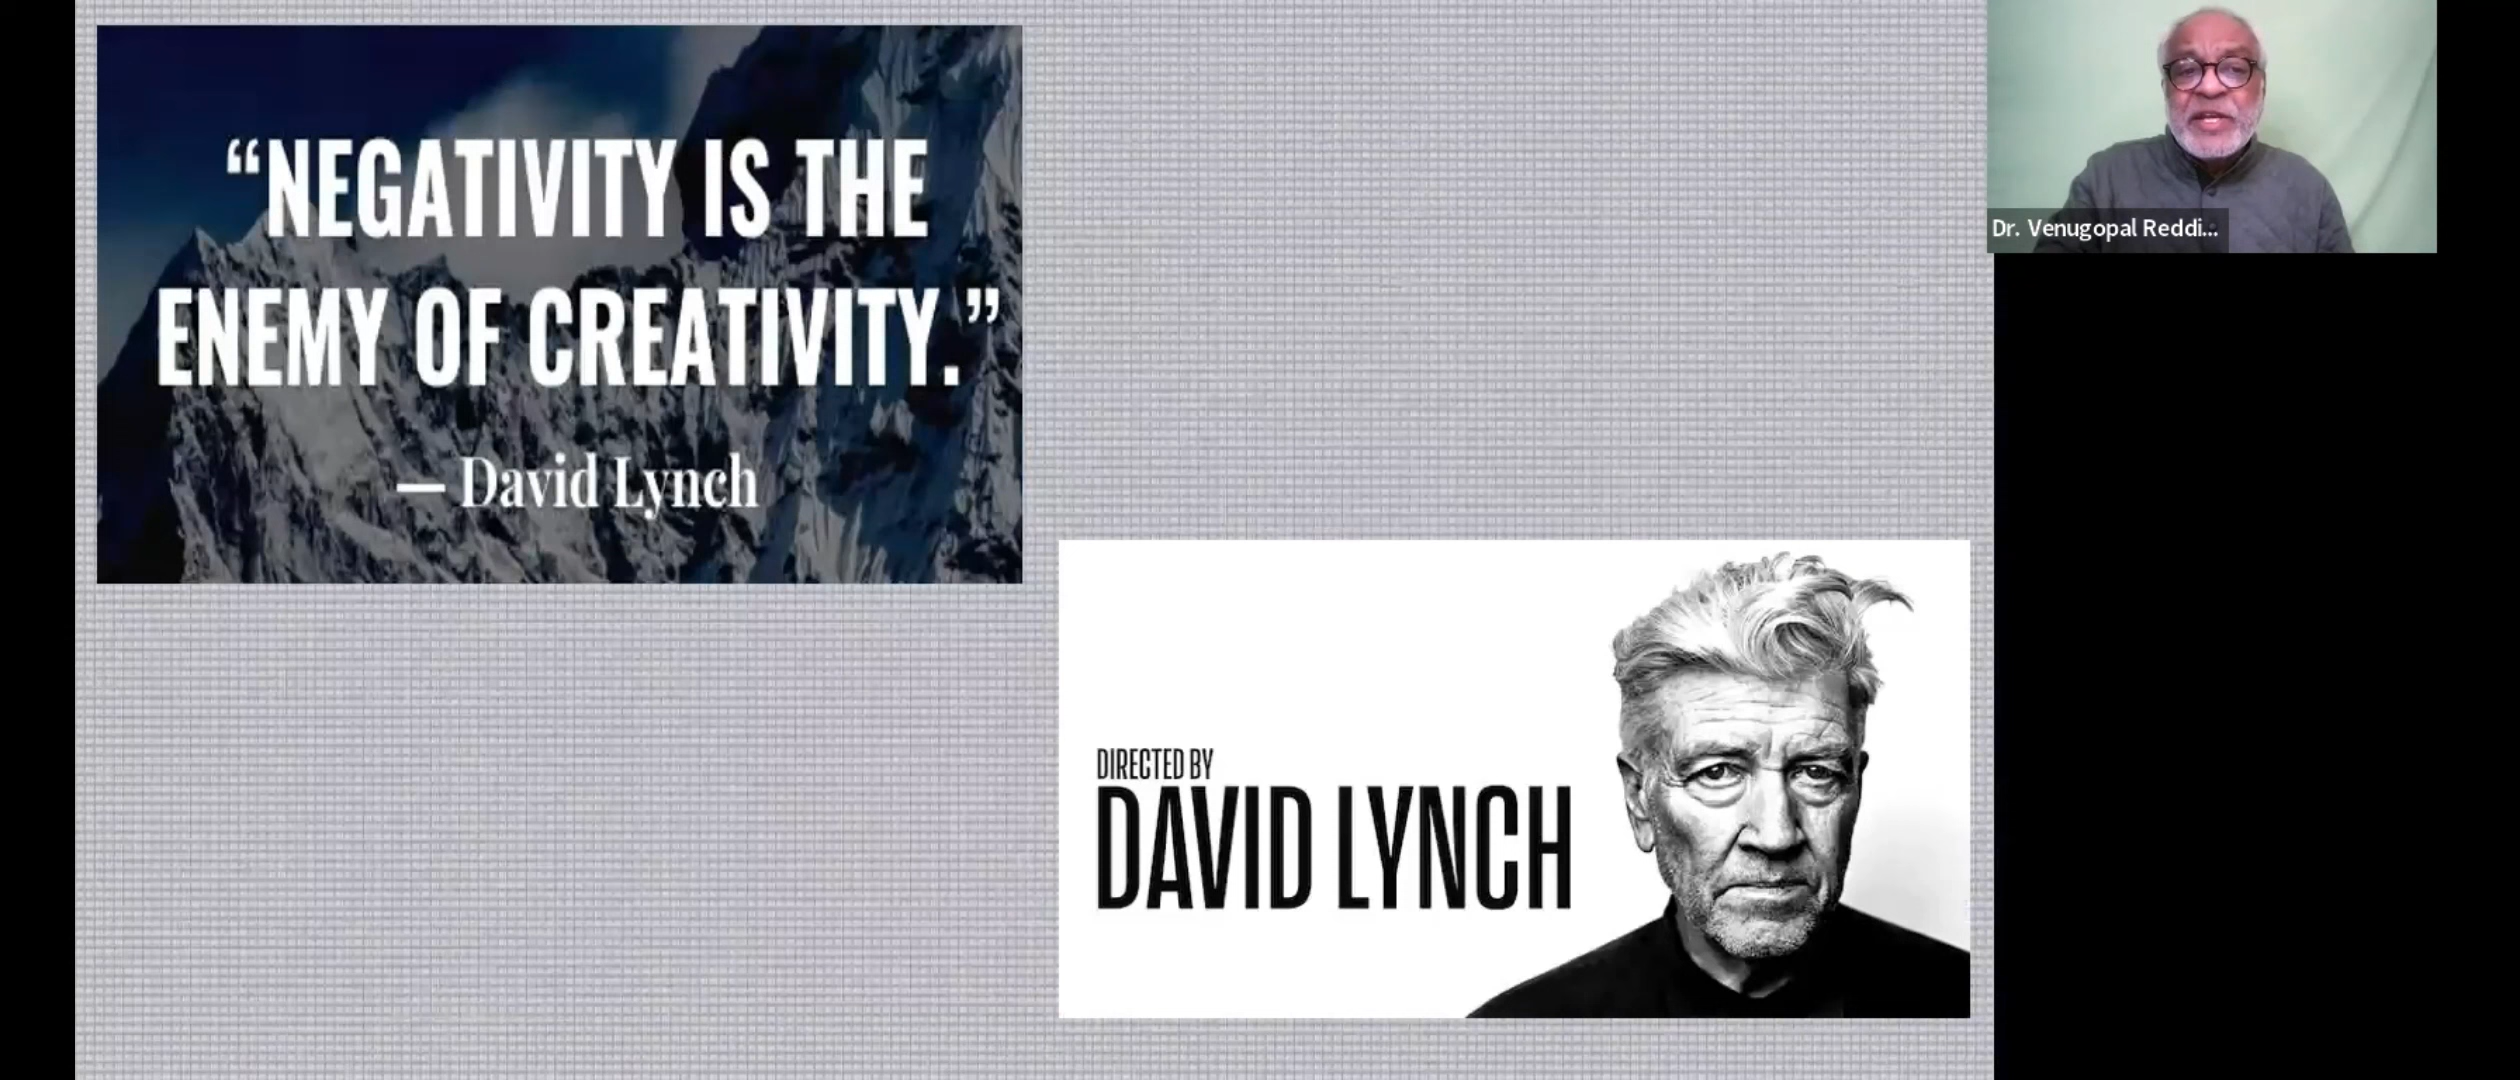 “NEGATIVITY IS THE
ENEMY OF CREATIVITY.”
— David Lynch
Dr. Venugopal Reddi...
DIRECTED BY
DAVID LYNCH